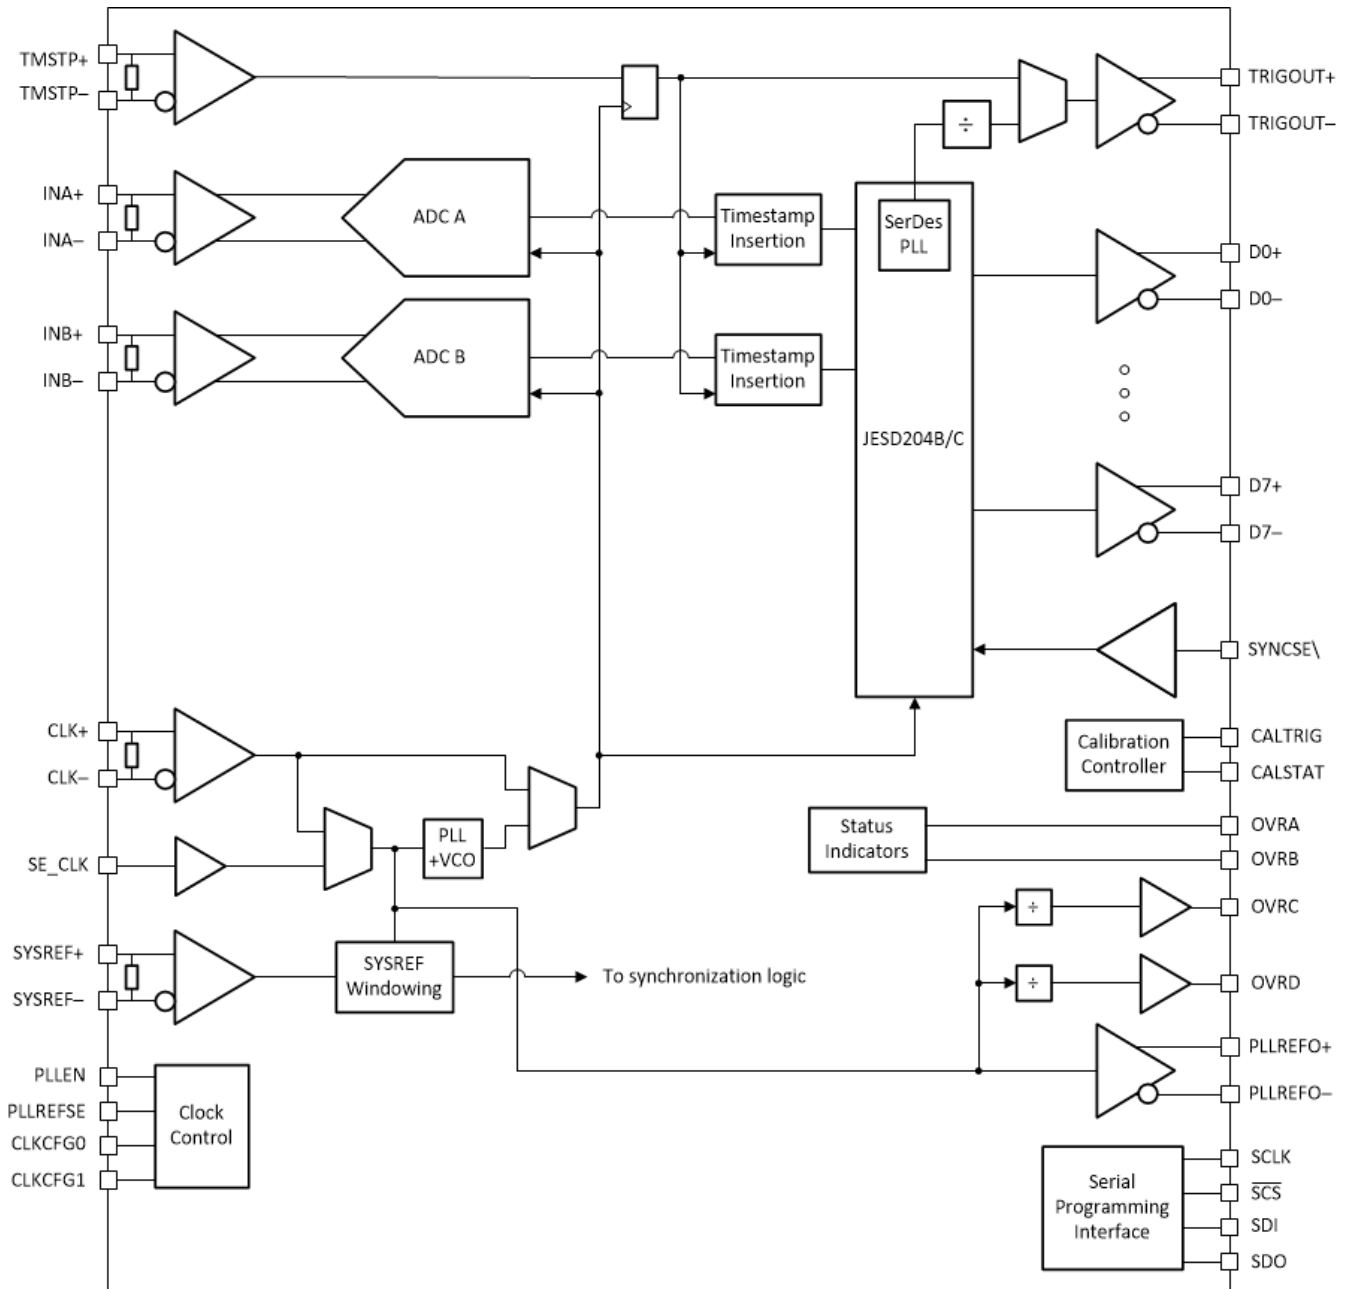 TMSTP+
TMSTP–
INA+
INA–
INB+
INB–
CLK+
CLK–
SE_CLK
SYSREF+
SYSREF–
PLLEN
PLLREFSE
CLKCFG0
CLKCFG1
Clock
Control
ADC A
ADC B
PLL
+VCO
SYSREF
Windowing
To synchronization logic
Timestamp
Insertion
Timestamp
Insertion
÷
SerDes
PLL
JESD204B/C
Calibration
Controller
Status
Indicators
÷
÷
Serial
Programming
Interface
TRIGOUT+
TRIGOUT–
D0+
D0–
D7+
D7–
SYNCSE\
CALTRIG
CALSTAT
OVRA
OVRB
OVRC
OVRD
PLLREFO+
PLLREFO–
SCLK
S̅C̅S̅
SDI
SDO